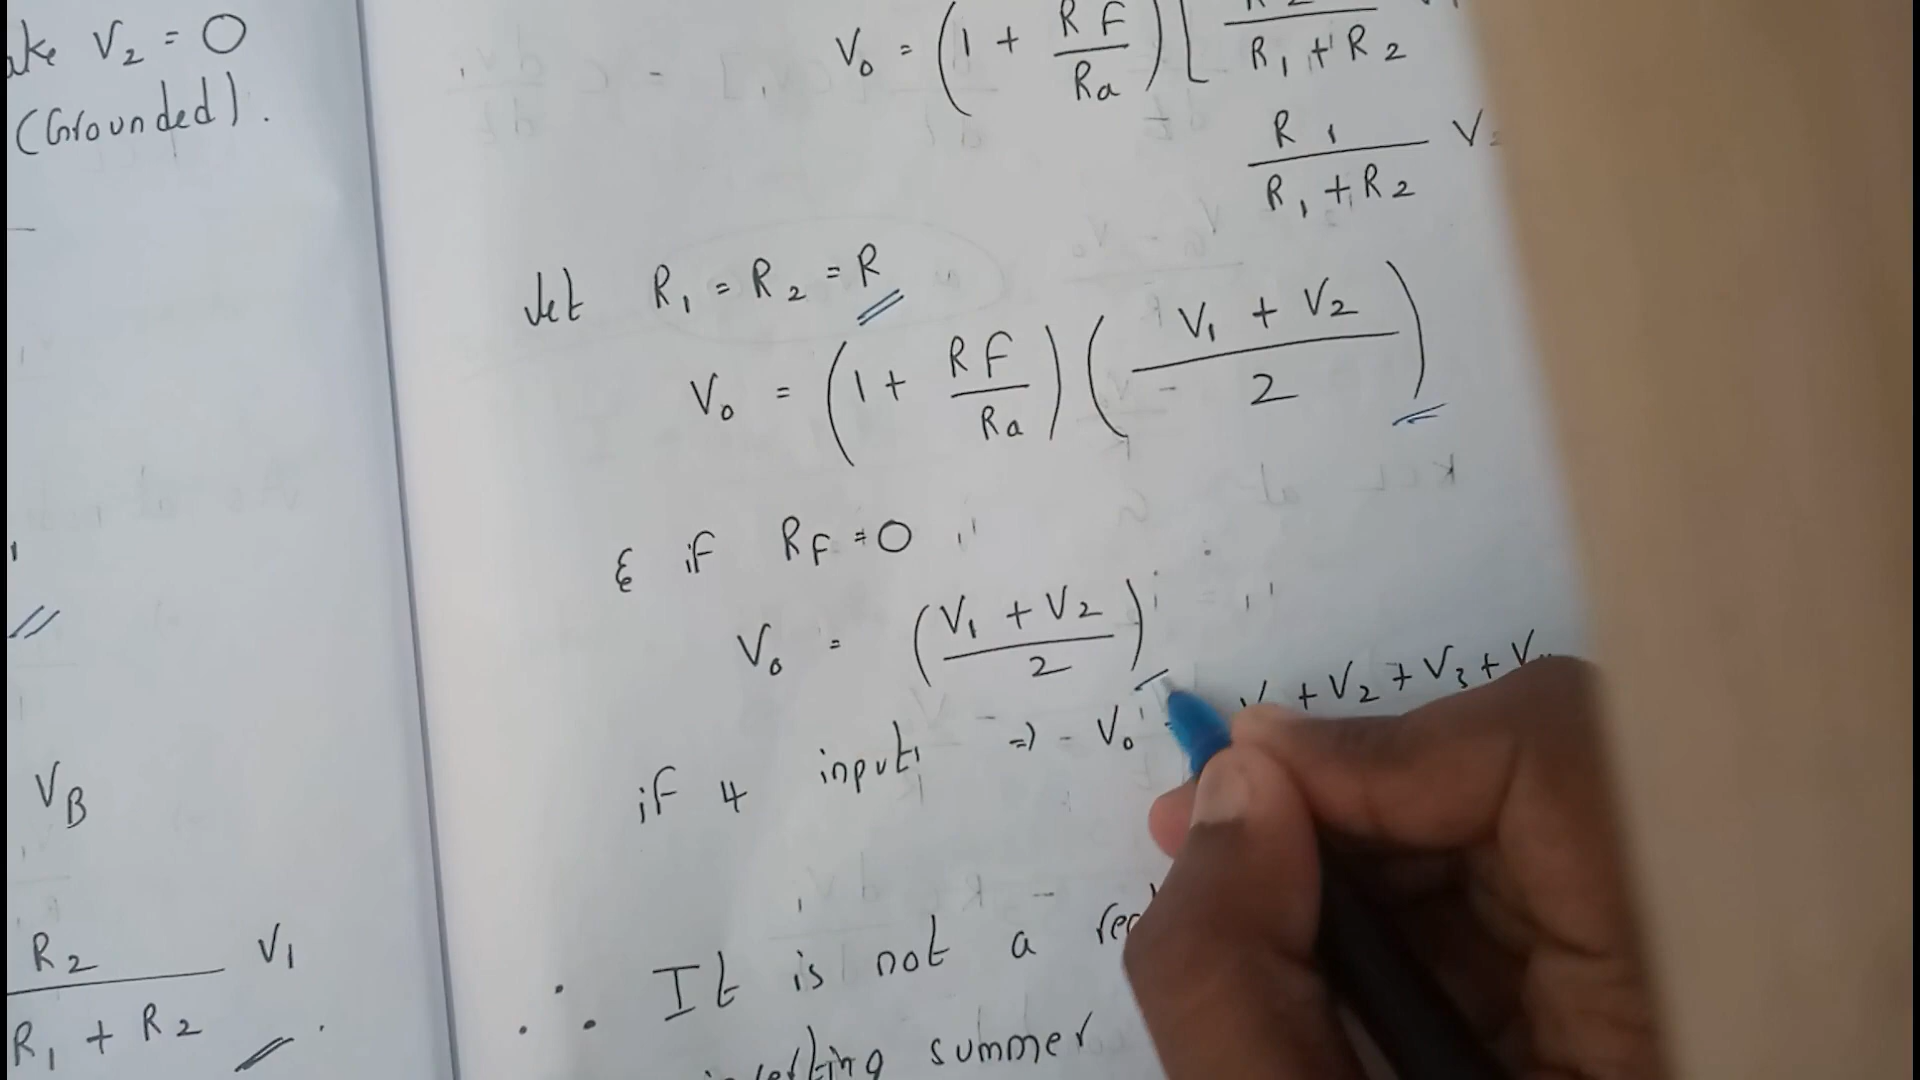 ake V₂ = 0
(Grounded).
V_B
R₂
V₁
R₁ + R₂
V₀ = (1 + RF/Ra) [ R₁ + R₂
R₁/(R₁ + R₂) V
Let R₁ = R₂ = R
V₀ = (1 + RF/Ra) ((V₁ + V₂)/2)
& if RF = 0
V₀ = ((V₁ + V₂)/2)
if 4 inputs => V₀ + V₂ + V₃ + V
∴ It is not a
summer